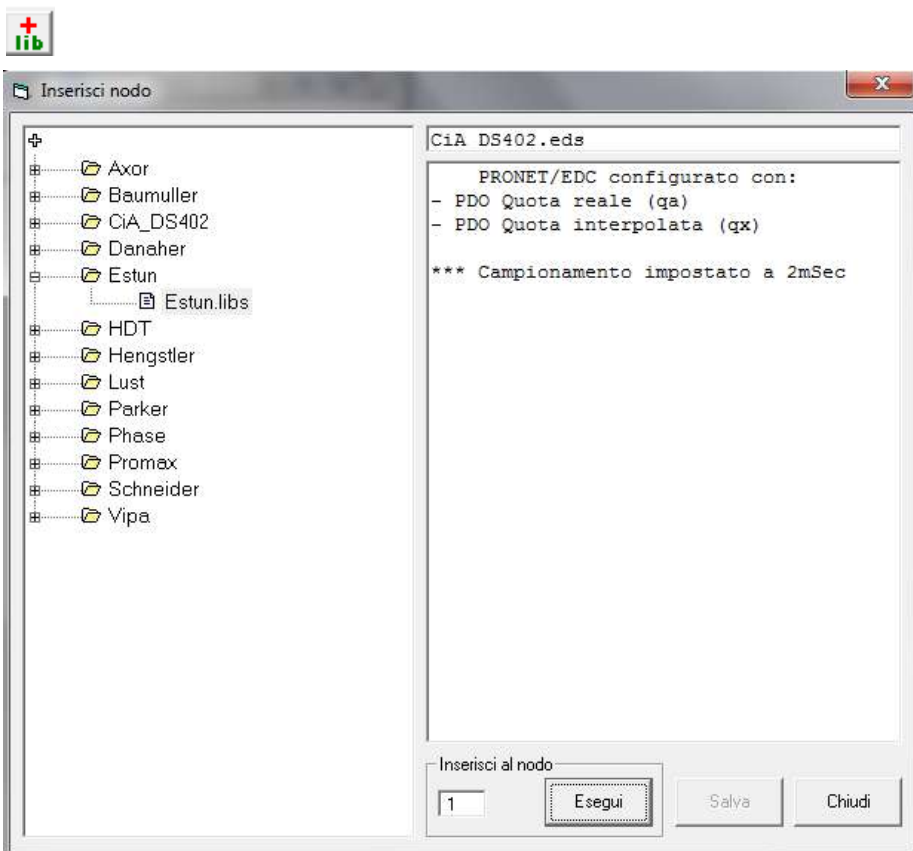 +
lib
Inserisci nodo
Axor
Baumuller
CiA_DS402
Danaher
Estun
Estun.libs
HDT
Hengstler
Lust
Parker
Phase
Promax
Schneider
Vipa
CiA DS402.eds
PRONET/EDC configurato con:
- PDO Quota reale (qa)
- PDO Quota interpolata (qx)
*** Campionamento impostato a 2mSec
Inserisci al nodo
1
Esegui
Salva
Chiudi